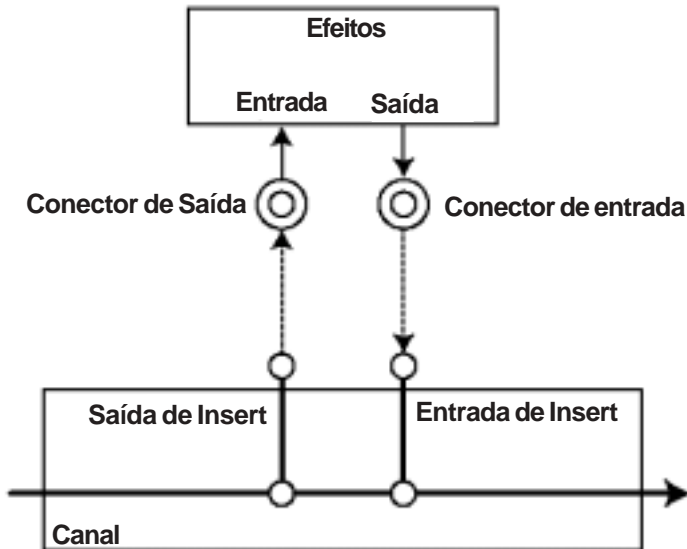 Efeitos
Entrada Saída
Conector de Saída Conector de entrada
Saída de Insert Entrada de Insert
Canal